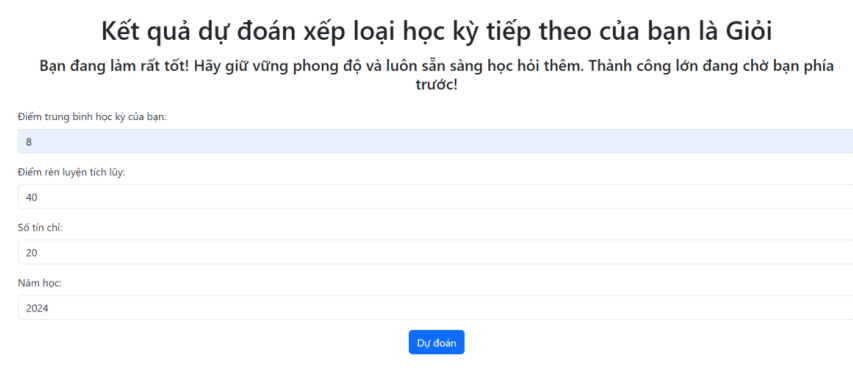 Kết quả dự đoán xếp loại học kỳ tiếp theo của bạn là Giỏi
Bạn đang làm rất tốt! Hãy giữ vững phong độ và luôn sẵn sàng học hỏi thêm. Thành công lớn đang chờ bạn phía
trước!
Điểm trung bình học kỳ của bạn:
8
Điểm rèn luyện tích lũy:
40
Số tín chỉ:
20
Năm học:
2024
Dự đoán